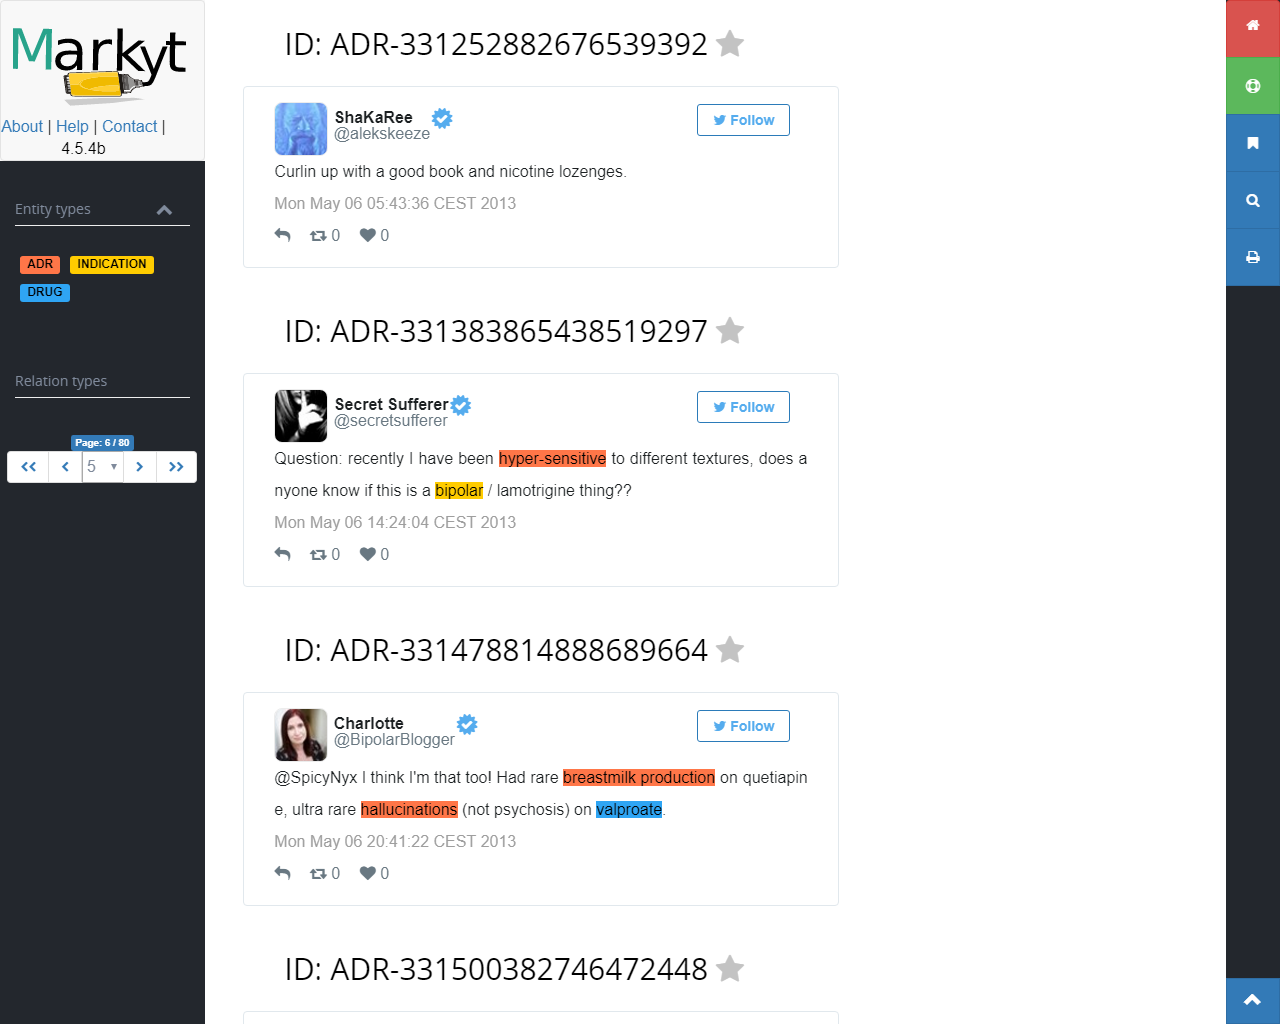 Markyt
About | Help | Contact |
4.5.4b
Entity types
ADR INDICATION
DRUG
Relation types
Page: 6 / 80
5
ID: ADR-331252882676539392
ShaKaRee
@alekskeeze
Follow
Curlin up with a good book and nicotine lozenges.
Mon May 06 05:43:36 CEST 2013
0 0
ID: ADR-331383865438519297
Secret Sufferer
@secretsufferer
Follow
Question: recently I have been hyper-sensitive to different textures, does a
nyone know if this is a bipolar / lamotrigine thing??
Mon May 06 14:24:04 CEST 2013
0 0
ID: ADR-331478814888689664
Charlotte
@BipolarBlogger
Follow
@SpicyNyx I think I'm that too! Had rare breastmilk production on quetiapin
e, ultra rare hallucinations (not psychosis) on valproate.
Mon May 06 20:41:22 CEST 2013
0 0
ID: ADR-331500382746472448